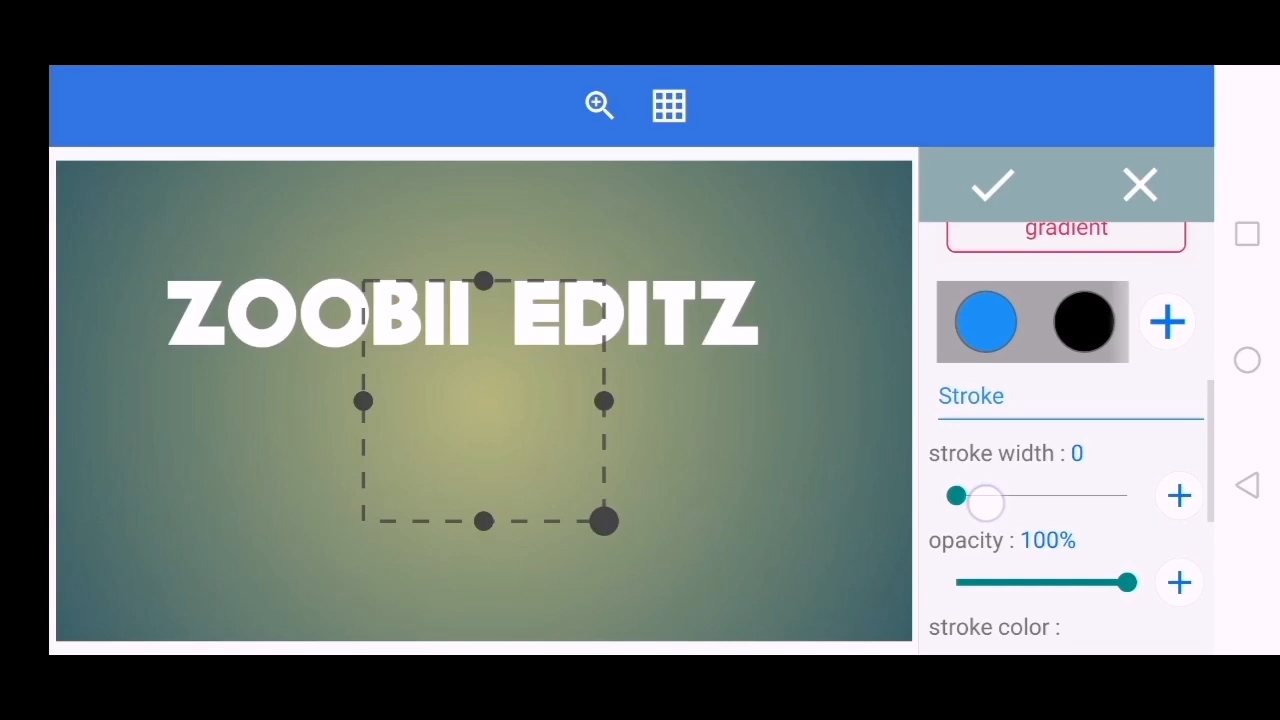 ZOOBII EDITZ
gradient
Stroke
stroke width : 0
opacity : 100%
stroke color :